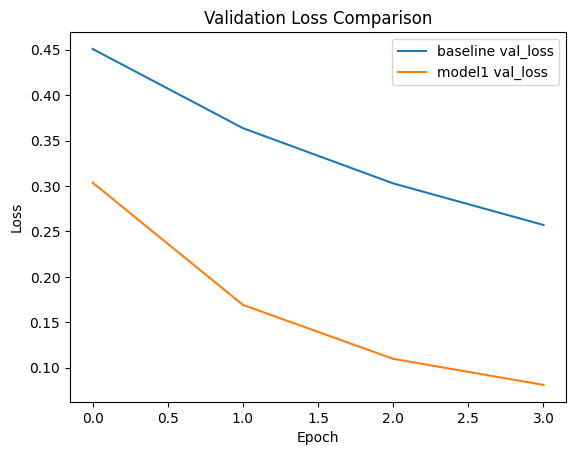 Validation Loss Comparison
baseline val_loss
model1 val_loss
0.45
0.40
0.35
0.30
0.25
0.20
0.15
0.10
Loss
0.0 0.5 1.0 1.5 2.0 2.5 3.0
Epoch